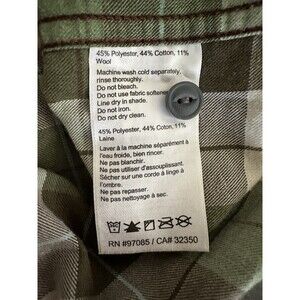 45% Polyester, 44% Cotton, 11%
Wool
Machine wash cold separately,
rinse thoroughly.
Do not bleach.
Do not use fabric softene
Line dry in shade.
Do not iron.
Do not dry clean.
45% Polyester, 44% Coton, 11%
Laine
Laver à la machine séparément à
l'eau froide, bien rincer.
Ne pas blanchir.
Ne pas utiliser d'assouplissant.
Sécher sur une corde à linge à
l'ombre.
Ne pas repasser.
Ne pas nettoyer à sec.
RN #97085 / CA# 32350